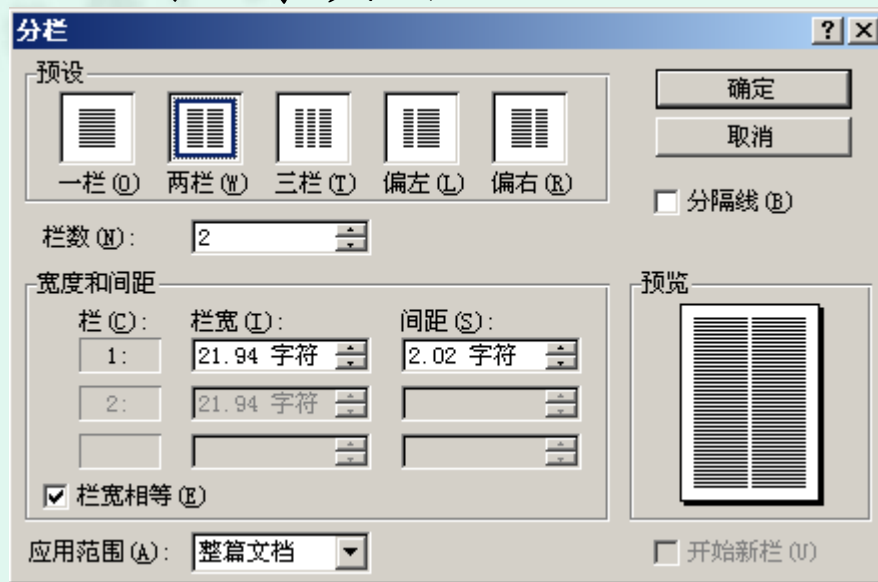 分栏
预设
一栏(O) 两栏(W) 三栏(T) 偏左(L) 偏右(R)
确定
取消
分隔线(B)
栏数(N): 2
宽度和间距
预览
栏(C): 栏宽(I): 间距(S):
1: 21.94 字符 2.02 字符
2: 21.94 字符
栏宽相等(E)
应用范围(A): 整篇文档
开始新栏(U)